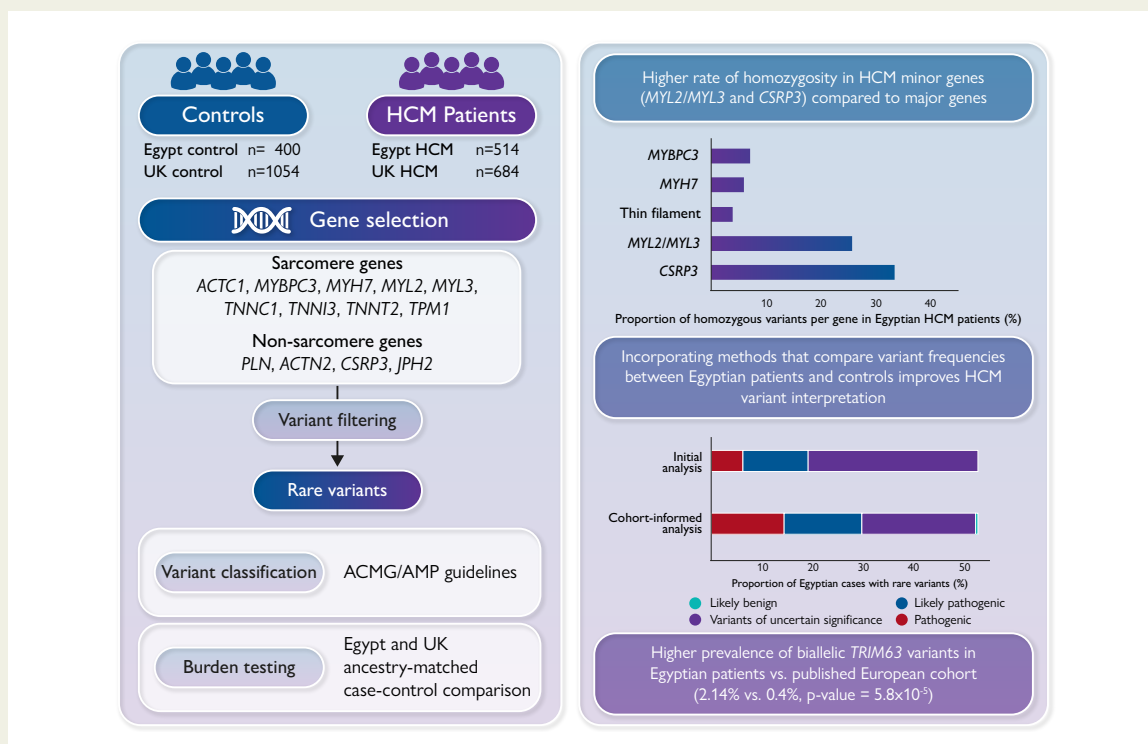 Controls
HCM Patients
Egypt control n= 400
UK control n=1054
Egypt HCM n=514
UK HCM n=684
Gene selection
Sarcomere genes
ACTC1, MYBPC3, MYH7, MYL2, MYL3,
TNNC1, TNNI3, TNNT2, TPM1
Non-sarcomere genes
PLN, ACTN2, CSRP3, JPH2
Variant filtering
Rare variants
Variant classification
ACMG/AMP guidelines
Burden testing
Egypt and UK
ancestry-matched
case-control comparison
Higher rate of homozygosity in HCM minor genes
(MYL2/MYL3 and CSRP3) compared to major genes
MYBPC3
MYH7
Thin filament
MYL2/MYL3
CSRP3
10 20 30 40
Proportion of homozygous variants per gene in Egyptian HCM patients (%)
Incorporating methods that compare variant frequencies
between Egyptian patients and controls improves HCM
variant interpretation
Initial
analysis
Cohort-informed
analysis
10 20 30 40 50
Proportion of Egyptian cases with rare variants (%)
Likely benign
Likely pathogenic
Variants of uncertain significance
Pathogenic
Higher prevalence of biallelic TRIM63 variants in
Egyptian patients vs. published European cohort
(2.14% vs. 0.4%, p-value = 5.8x10⁻⁵)